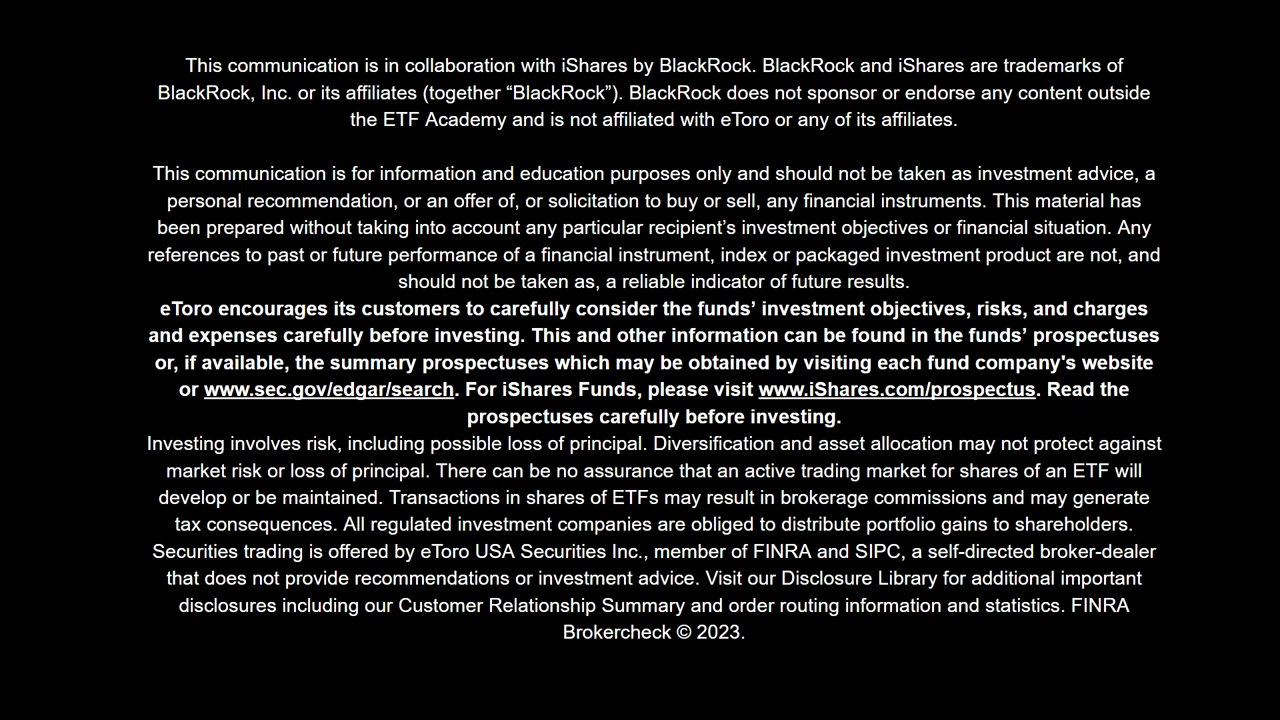 This communication is in collaboration with iShares by BlackRock. BlackRock and iShares are trademarks of
BlackRock, Inc. or its affiliates (together “BlackRock”). BlackRock does not sponsor or endorse any content outside
the ETF Academy and is not affiliated with eToro or any of its affiliates.
This communication is for information and education purposes only and should not be taken as investment advice, a
personal recommendation, or an offer of, or solicitation to buy or sell, any financial instruments. This material has
been prepared without taking into account any particular recipient’s investment objectives or financial situation. Any
references to past or future performance of a financial instrument, index or packaged investment product are not, and
should not be taken as, a reliable indicator of future results.
eToro encourages its customers to carefully consider the funds’ investment objectives, risks, and charges
and expenses carefully before investing. This and other information can be found in the funds’ prospectuses
or, if available, the summary prospectuses which may be obtained by visiting each fund company's website
or www.sec.gov/edgar/search. For iShares Funds, please visit www.iShares.com/prospectus. Read the
prospectuses carefully before investing.
Investing involves risk, including possible loss of principal. Diversification and asset allocation may not protect against
market risk or loss of principal. There can be no assurance that an active trading market for shares of an ETF will
develop or be maintained. Transactions in shares of ETFs may result in brokerage commissions and may generate
tax consequences. All regulated investment companies are obliged to distribute portfolio gains to shareholders.
Securities trading is offered by eToro USA Securities Inc., member of FINRA and SIPC, a self-directed broker-dealer
that does not provide recommendations or investment advice. Visit our Disclosure Library for additional important
disclosures including our Customer Relationship Summary and order routing information and statistics. FINRA
Brokercheck © 2023.